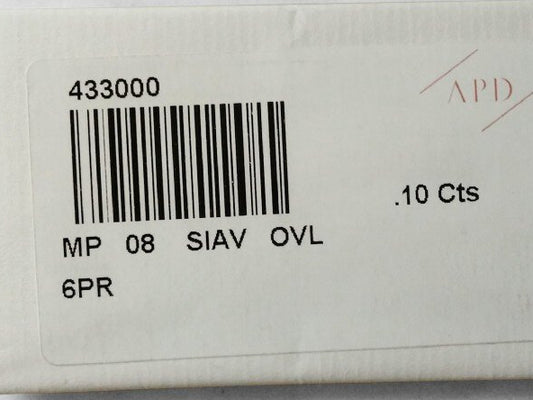 433000
APD
.10 Cts
MP 08 SIAV OVL
6PR